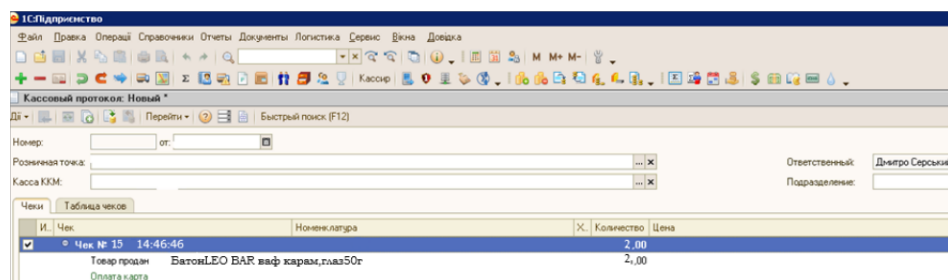 1С:Підприємство
Файл Правка Операції Справочники Отчеты Документы Логистика Сервис Вікна Довідка
M M+ M-
Кассир
Кассовый протокол: Новый *
Дії Перейти Быстрый поиск (F12)
Номер: от:
Розничная точка: ... x Ответственный: Дмитро Серськи
Касса ККМ: ... x Подразделение:
Чеки Таблица чеков
И.. Чек Номенклатура Х.. Количество Цена
Чек № 15 14:46:46 2,00
Товар продан БатонLEO BAR ваф карам,глаз50г 2,,00
Оплата карта